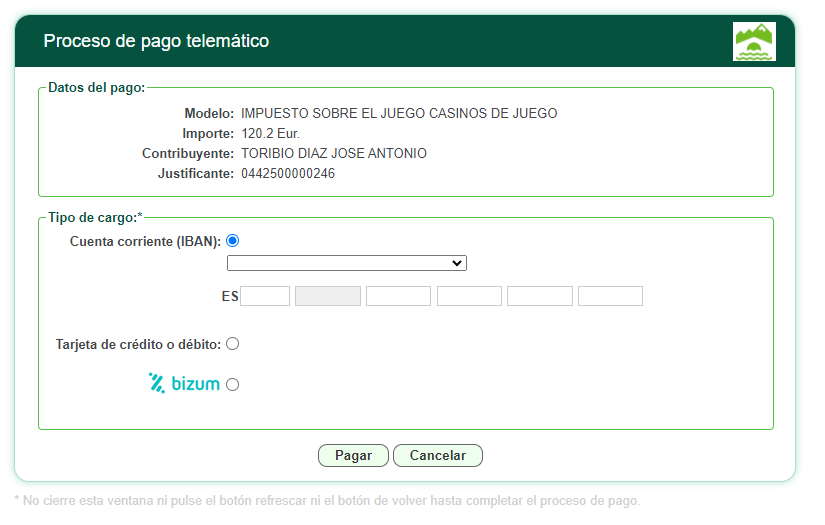 Proceso de pago telemático
Datos del pago:
Modelo: IMPUESTO SOBRE EL JUEGO CASINOS DE JUEGO
Importe: 120.2 Eur.
Contribuyente: TORIBIO DIAZ JOSE ANTONIO
Justificante: 0442500000246
Tipo de cargo:*
Cuenta corriente (IBAN):
ES
Tarjeta de crédito o débito:
bizum
Pagar Cancelar
* No cierre esta ventana ni pulse el botón refrescar ni el botón de volver hasta completar el proceso de pago.